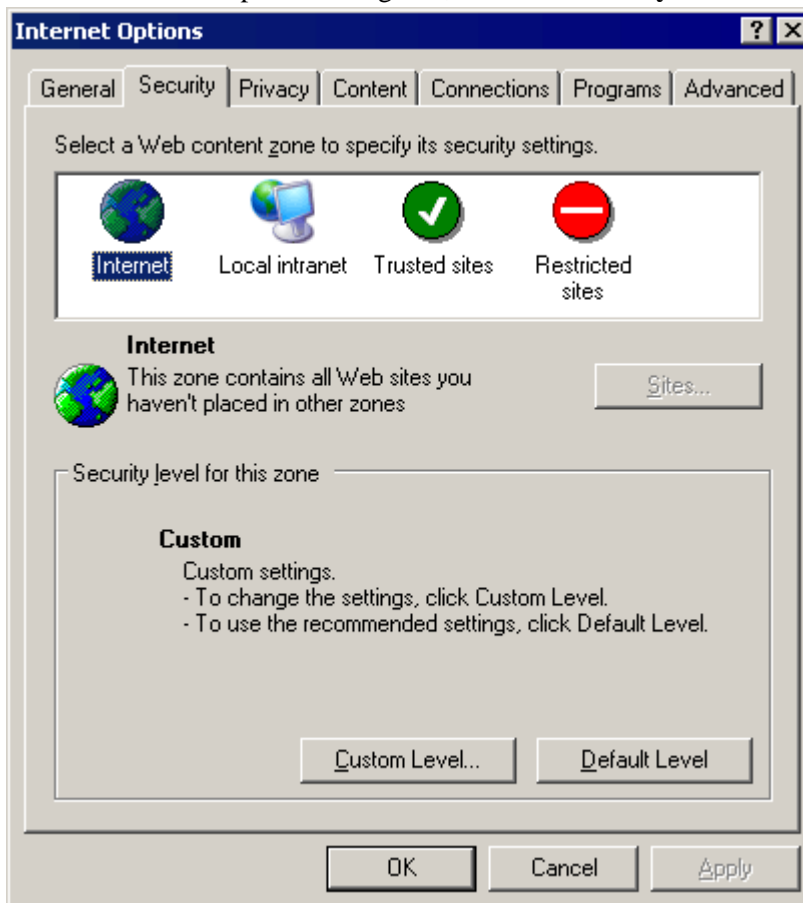 Internet Options
General Security Privacy Content Connections Programs Advanced
Select a Web content zone to specify its security settings.
Internet Local intranet Trusted sites Restricted
sites
Internet
This zone contains all Web sites you
haven't placed in other zones
Sites...
Security level for this zone
Custom
Custom settings.
- To change the settings, click Custom Level.
- To use the recommended settings, click Default Level.
Custom Level... Default Level
OK Cancel Apply